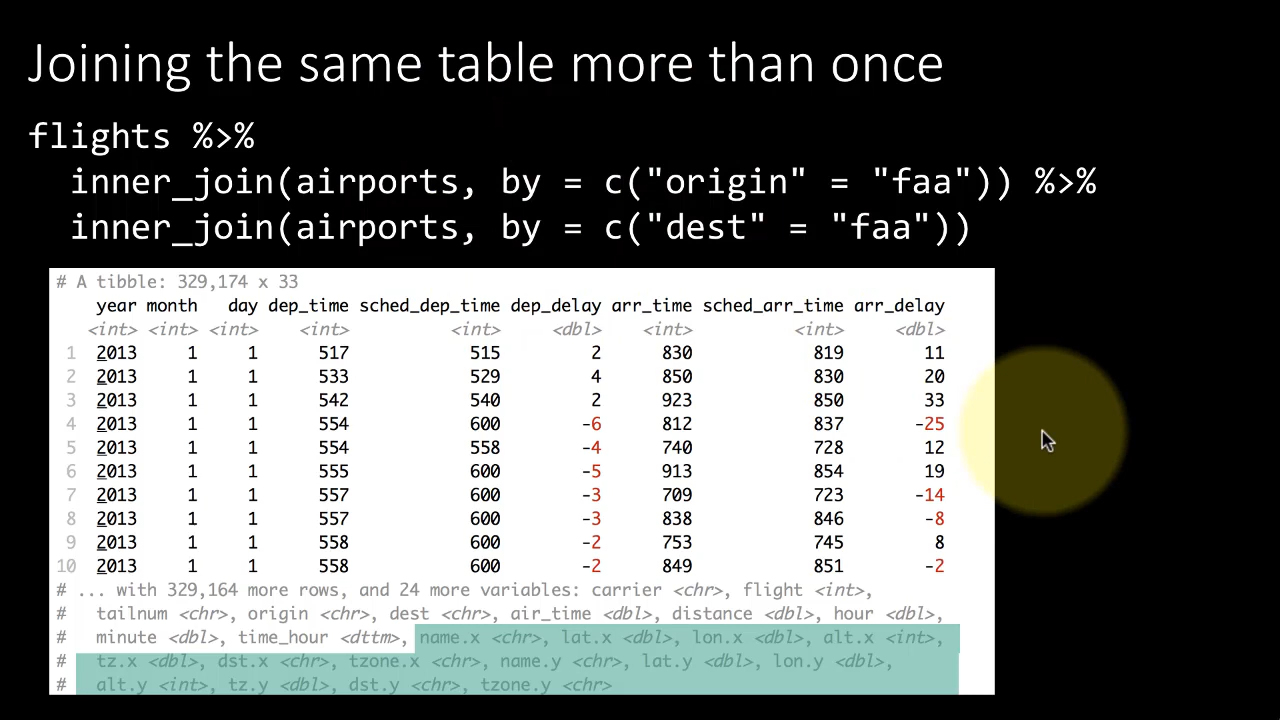 Joining the same table more than once
flights %>%
inner_join(airports, by = c("origin" = "faa")) %>%
inner_join(airports, by = c("dest" = "faa"))
# A tibble: 329,174 x 33
year month day dep_time sched_dep_time dep_delay arr_time sched_arr_time arr_delay
<int> <int> <int> <int> <int> <dbl> <int> <int> <dbl>
1 2013 1 1 517 515 2 830 819 11
2 2013 1 1 533 529 4 850 830 20
3 2013 1 1 542 540 2 923 850 33
4 2013 1 1 554 600 -6 812 837 -25
5 2013 1 1 554 558 -4 740 728 12
6 2013 1 1 555 600 -5 913 854 19
7 2013 1 1 557 600 -3 709 723 -14
8 2013 1 1 557 600 -3 838 846 -8
9 2013 1 1 558 600 -2 753 745 8
10 2013 1 1 558 600 -2 849 851 -2
# ... with 329,164 more rows, and 24 more variables: carrier <chr>, flight <int>,
# tailnum <chr>, origin <chr>, dest <chr>, air_time <dbl>, distance <dbl>, hour <dbl>,
# minute <dbl>, time_hour <dttm>, name.x <chr>, lat.x <dbl>, lon.x <dbl>, alt.x <int>,
# tz.x <dbl>, dst.x <chr>, tzone.x <chr>, name.y <chr>, lat.y <dbl>, lon.y <dbl>,
# alt.y <int>, tz.y <dbl>, dst.y <chr>, tzone.y <chr>